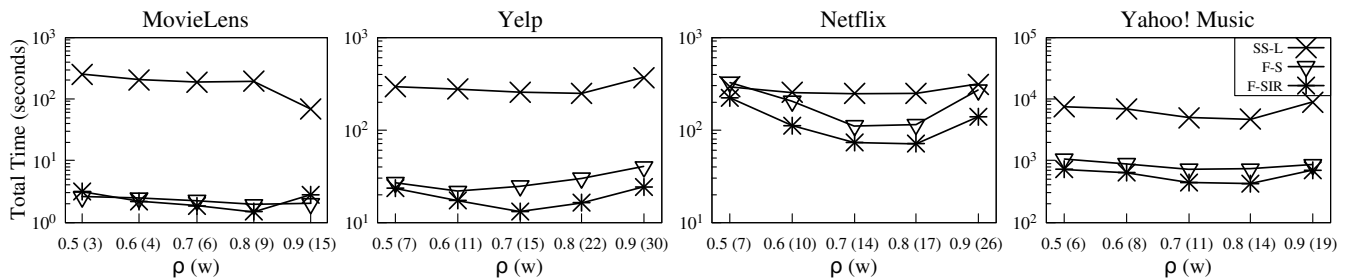 MovieLens
Total Time (seconds)
10^3
10^2
10^1
10^0
0.5 (3) 0.6 (4) 0.7 (6) 0.8 (9) 0.9 (15)
ρ (w)
Yelp
10^3
10^2
10^1
0.5 (7) 0.6 (11) 0.7 (15) 0.8 (22) 0.9 (30)
ρ (w)
Netflix
10^3
10^2
10^1
0.5 (7) 0.6 (10) 0.7 (14) 0.8 (17) 0.9 (26)
ρ (w)
Yahoo! Music
10^5
10^4
10^3
10^2
SS-L
F-S
F-SIR
0.5 (6) 0.6 (8) 0.7 (11) 0.8 (14) 0.9 (19)
ρ (w)